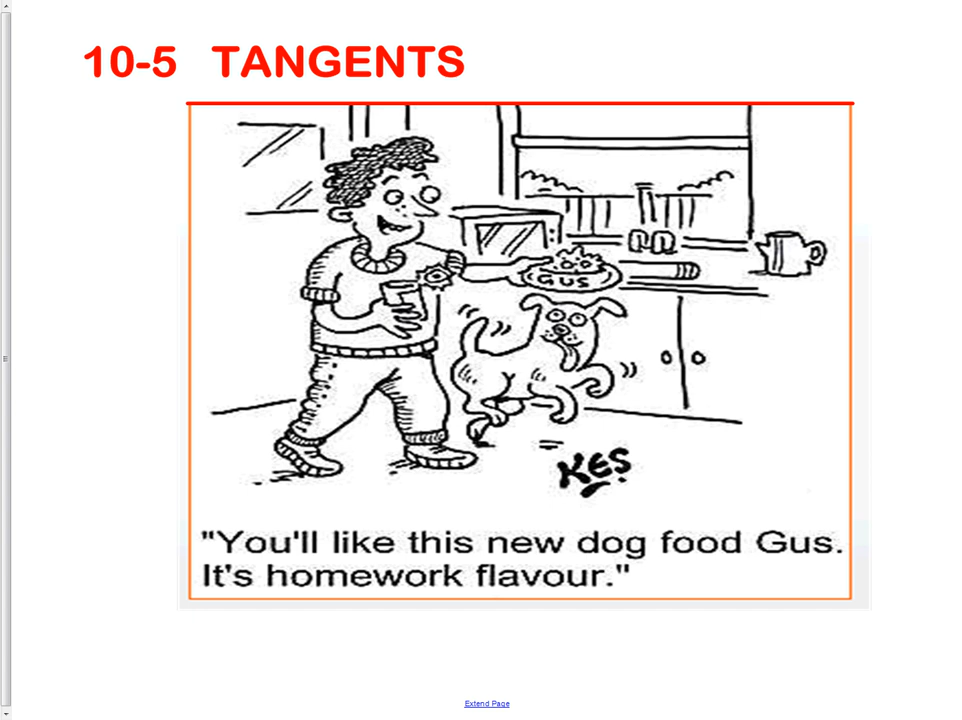 10-5 TANGENTS
GUS
KES
"You'll like this new dog food Gus.
It's homework flavour."
Extend Page